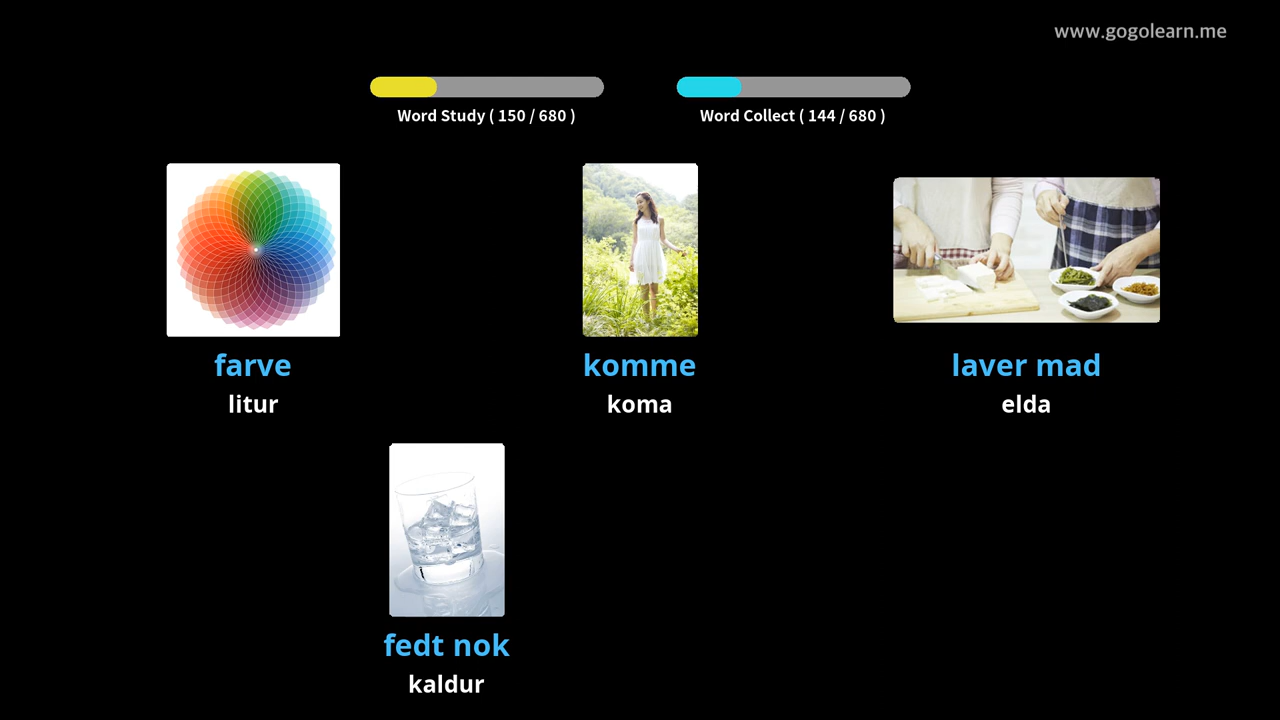 www.gogolearn.me
Word Study ( 150 / 680 )
Word Collect ( 144 / 680 )
farve
litur
komme
koma
laver mad
elda
fedt nok
kaldur